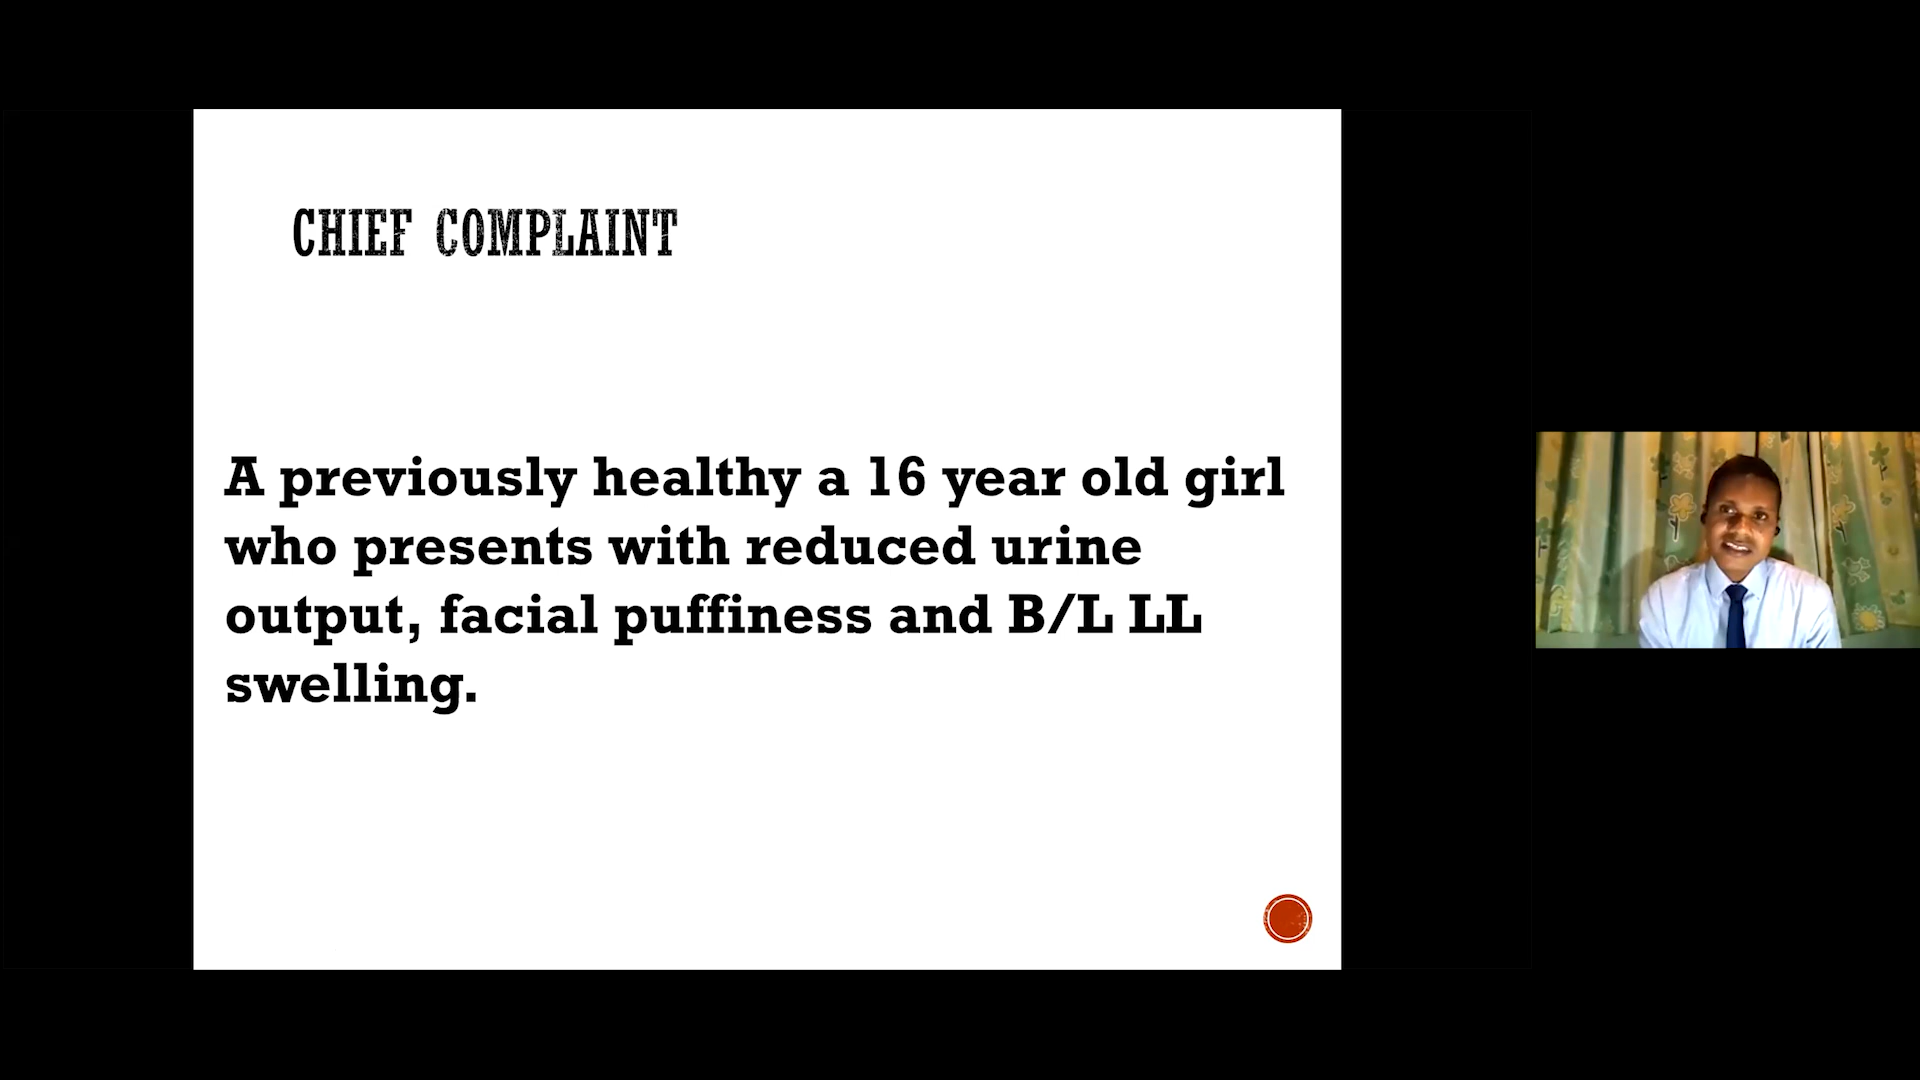 CHIEF COMPLAINT
A previously healthy a 16 year old girl
who presents with reduced urine
output, facial puffiness and B/L LL
swelling.